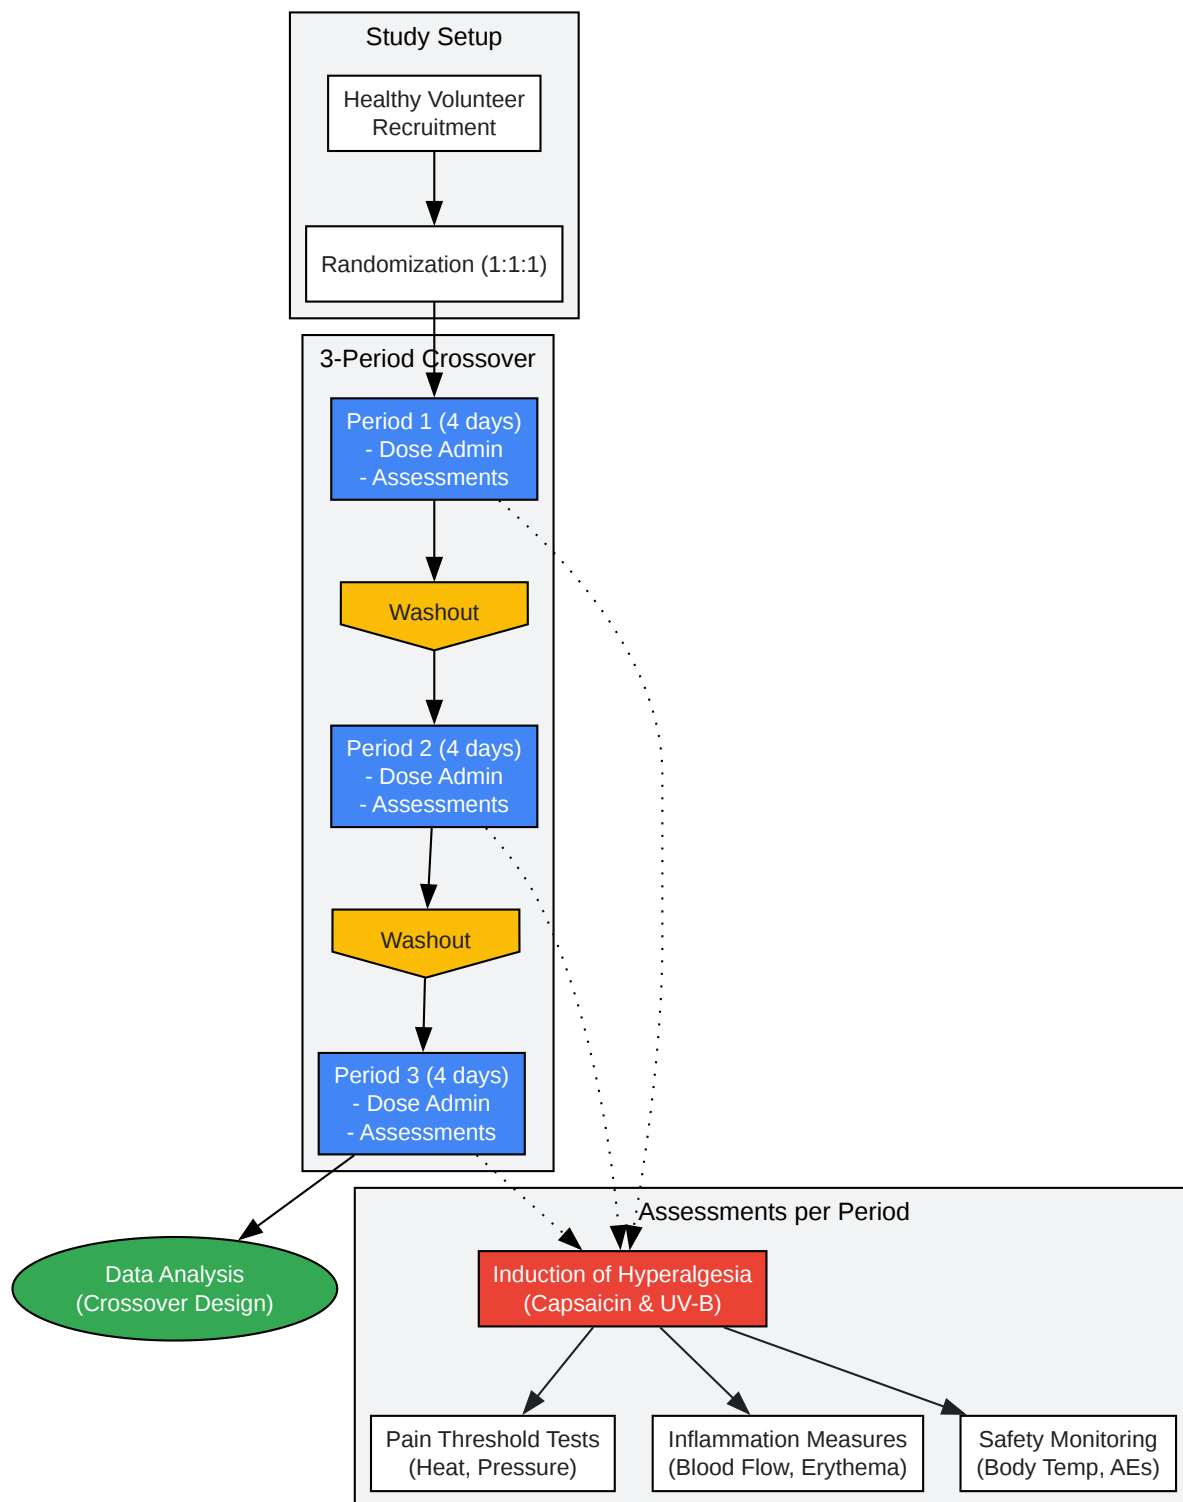 Study Setup
Healthy Volunteer
Recruitment
Randomization (1:1:1)
3-Period Crossover
Period 1 (4 days)
- Dose Admin
- Assessments
Washout
Period 2 (4 days)
- Dose Admin
- Assessments
Washout
Period 3 (4 days)
- Dose Admin
- Assessments
Data Analysis
(Crossover Design)
Assessments per Period
Induction of Hyperalgesia
(Capsaicin & UV-B)
Pain Threshold Tests
(Heat, Pressure)
Inflammation Measures
(Blood Flow, Erythema)
Safety Monitoring
(Body Temp, AEs)